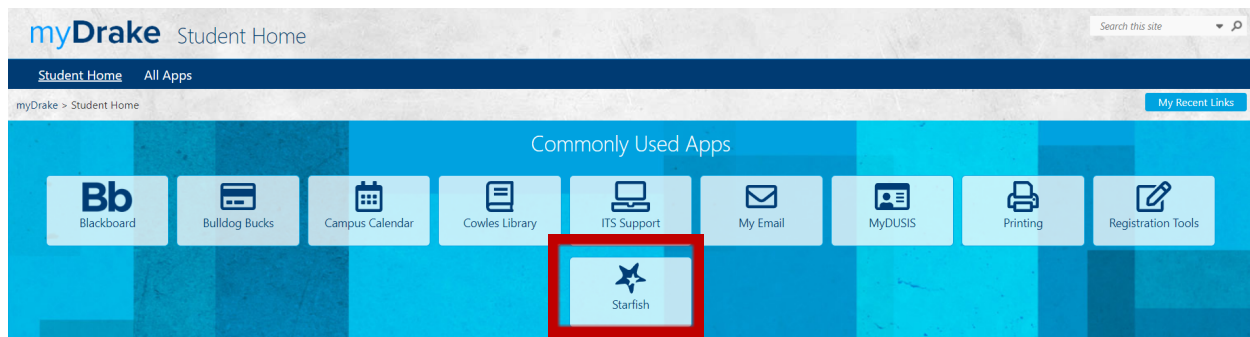 myDrake Student Home
Search this site
Student Home All Apps
myDrake > Student Home
My Recent Links
Commonly Used Apps
Bb
Blackboard Bulldog Bucks Campus Calendar Cowles Library ITS Support My Email MyDUSIS Printing Registration Tools
Starfish